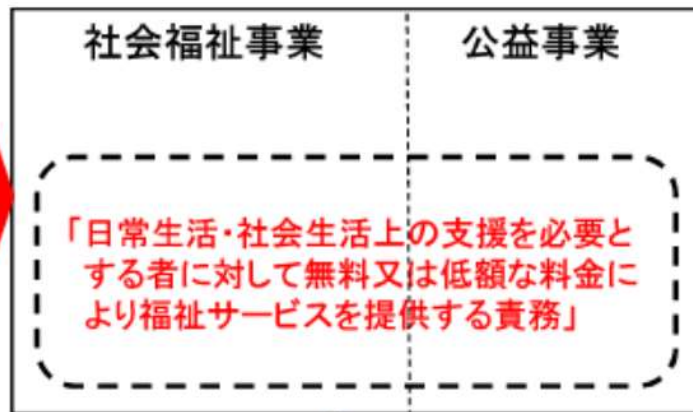 社会福祉事業
公益事業
「日常生活・社会生活上の支援を必要と
する者に対して無料又は低額な料金に
より福祉サービスを提供する責務」